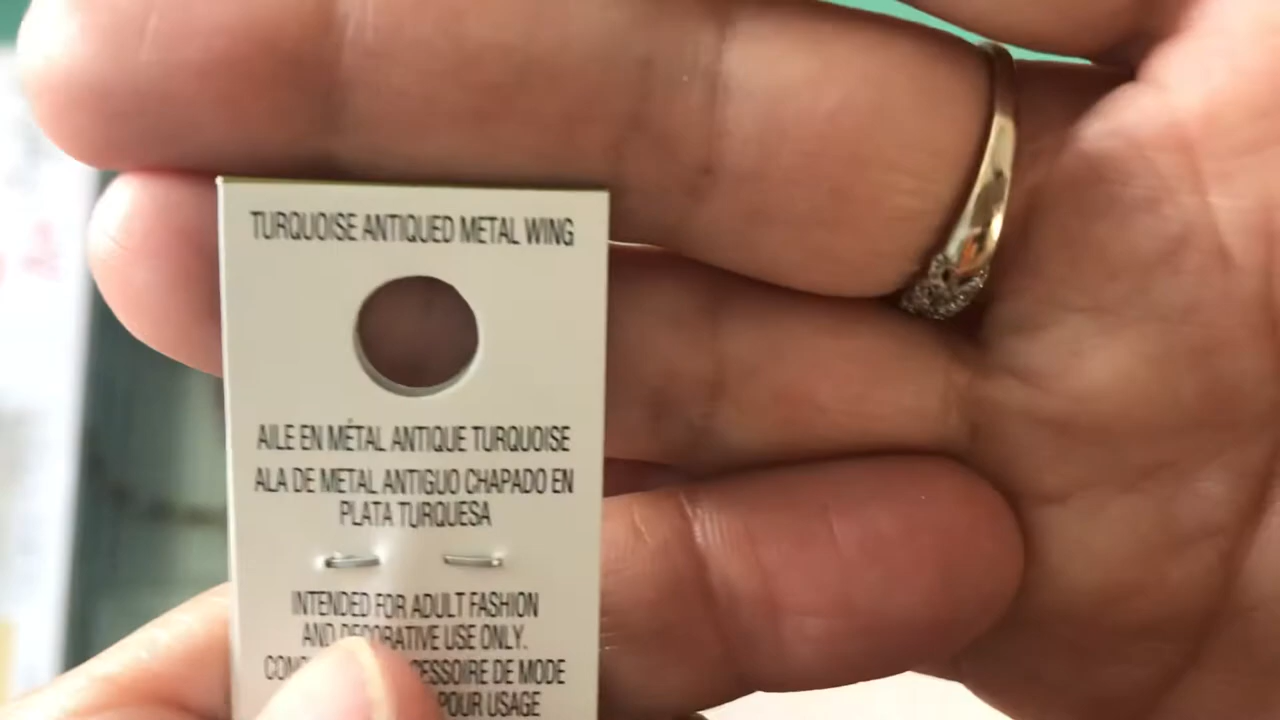 TURQUOISE ANTIQUED METAL WING
AILE EN MÉTAL ANTIQUE TURQUOISE
ALA DE METAL ANTIGUO CHAPADO EN
PLATA TURQUESA
INTENDED FOR ADULT FASHION
AND DECORATIVE USE ONLY.
DE MODE
POUR USAGE